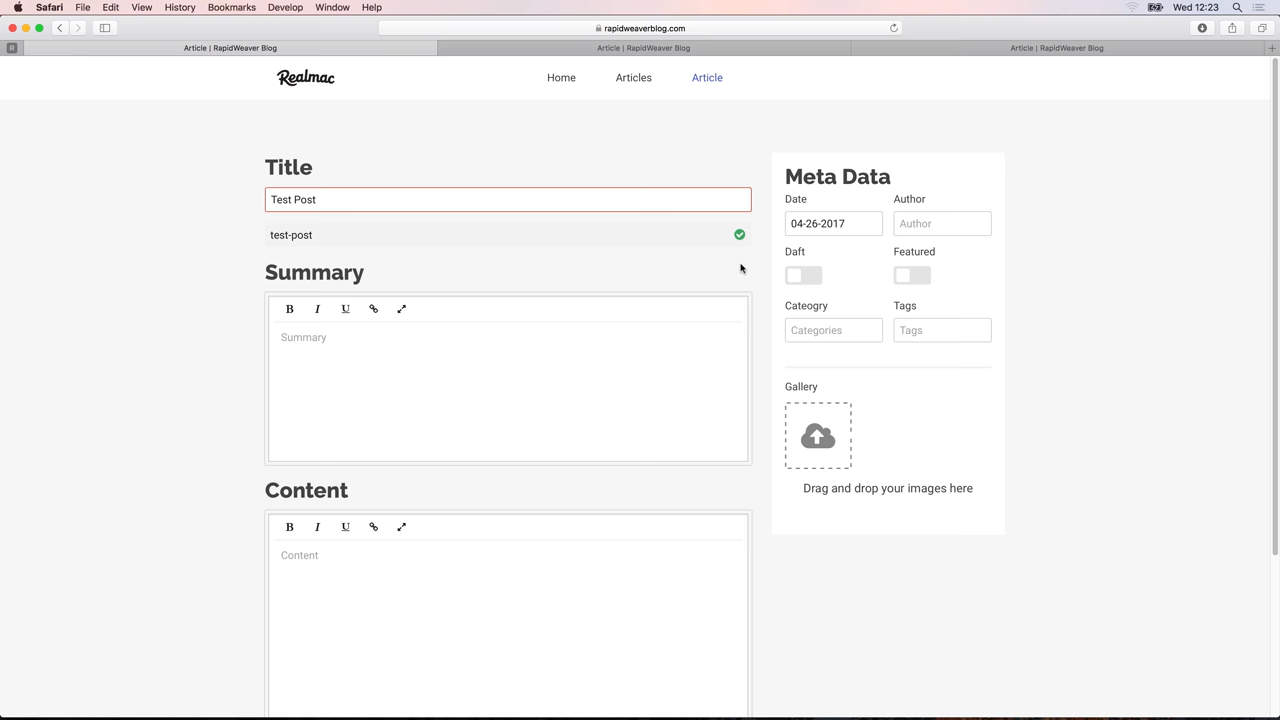 Safari File Edit View History Bookmarks Develop Window Help Wed 12:23
rapidweaverblog.com
R Article | RapidWeaver Blog Article | RapidWeaver Blog Article | RapidWeaver Blog
Realmac Home Articles Article
Title
Test Post
test-post
Summary
B I U
Summary
Content
B I U
Content
Meta Data
Date Author
04-26-2017 Author
Daft Featured
Cateogry Tags
Categories Tags
Gallery
Drag and drop your images here